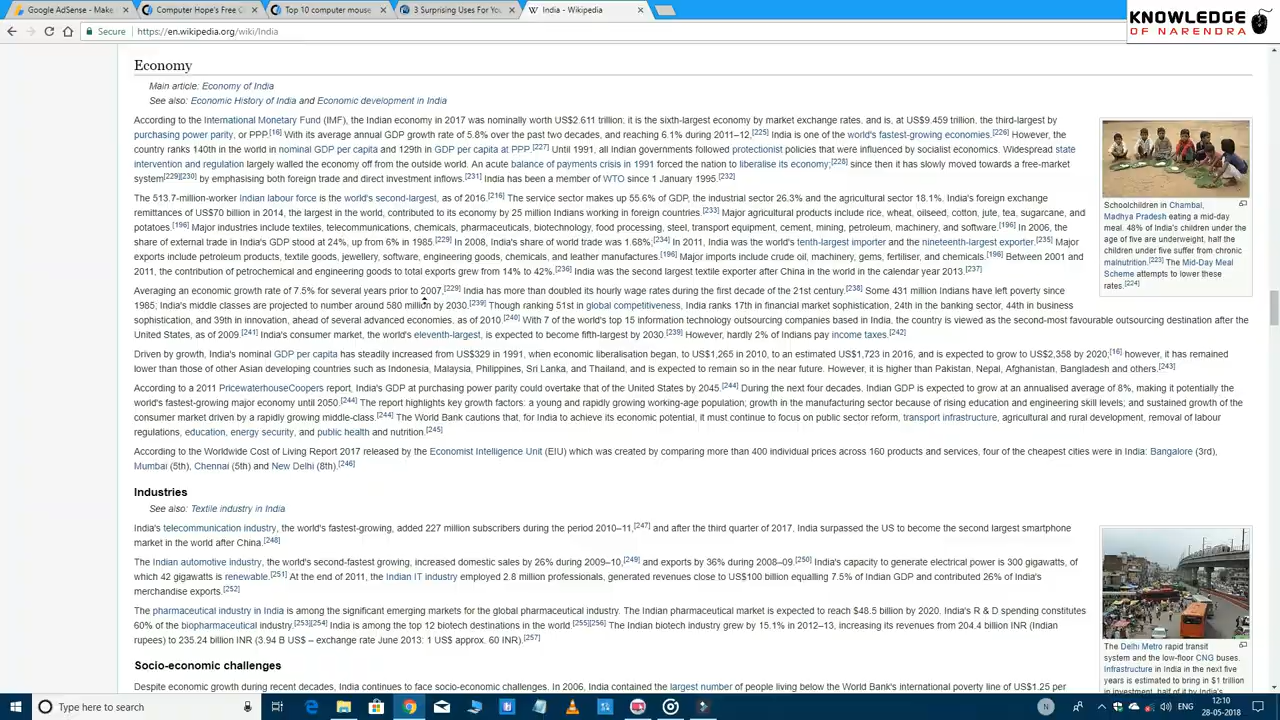 Google AdSense - Make
Computer Hope's Free C
Top 10 computer mouse
3 Surprising Uses For You
India - Wikipedia
KNOWLEDGE
OF NARENDRA
Secure
https://en.wikipedia.org/wiki/India
Economy
Main article: Economy of India
See also: Economic History of India and Economic development in India
According to the International Monetary Fund (IMF), the Indian economy in 2017 was nominally worth US$2.611 trillion; it is the sixth-largest economy by market exchange rates, and is, at US$9.459 trillion, the third-largest by
purchasing power parity, or PPP.[16] With its average annual GDP growth rate of 5.8% over the past two decades, and reaching 6.1% during 2011–12,[225] India is one of the world's fastest-growing economies.[226] However, the
country ranks 140th in the world in nominal GDP per capita and 129th in GDP per capita at PPP.[227] Until 1991, all Indian governments followed protectionist policies that were influenced by socialist economics. Widespread state
intervention and regulation largely walled the economy off from the outside world. An acute balance of payments crisis in 1991 forced the nation to liberalise its economy;[228] since then it has slowly moved towards a free-market
system[229][230] by emphasising both foreign trade and direct investment inflows.[231] India has been a member of WTO since 1 January 1995.[232]
The 513.7-million-worker Indian labour force is the world's second-largest, as of 2016.[216] The service sector makes up 55.6% of GDP, the industrial sector 26.3% and the agricultural sector 18.1%. India's foreign exchange
remittances of US$70 billion in 2014, the largest in the world, contributed to its economy by 25 million Indians working in foreign countries.[233] Major agricultural products include rice, wheat, oilseed, cotton, jute, tea, sugarcane, and
potatoes.[196] Major industries include textiles, telecommunications, chemicals, pharmaceuticals, biotechnology, food processing, steel, transport equipment, cement, mining, petroleum, machinery, and software.[196] In 2006, the
share of external trade in India's GDP stood at 24%, up from 6% in 1985.[229] In 2008, India's share of world trade was 1.68%;[234] In 2011, India was the world's tenth-largest importer and the nineteenth-largest exporter.[235] Major
exports include petroleum products, textile goods, jewellery, software, engineering goods, chemicals, and leather manufactures.[196] Major imports include crude oil, machinery, gems, fertiliser, and chemicals.[196] Between 2001 and
2011, the contribution of petrochemical and engineering goods to total exports grew from 14% to 42%.[236] India was the second largest textile exporter after China in the world in the calendar year 2013.[237]
Averaging an economic growth rate of 7.5% for several years prior to 2007,[229] India has more than doubled its hourly wage rates during the first decade of the 21st century.[238] Some 431 million Indians have left poverty since
1985; India's middle classes are projected to number around 580 million by 2030.[239] Though ranking 51st in global competitiveness, India ranks 17th in financial market sophistication, 24th in the banking sector, 44th in business
sophistication, and 39th in innovation, ahead of several advanced economies, as of 2010.[240] With 7 of the world's top 15 information technology outsourcing companies based in India, the country is viewed as the second-most favourable outsourcing destination after the
United States, as of 2009.[241] India's consumer market, the world's eleventh-largest, is expected to become fifth-largest by 2030.[239] However, hardly 2% of Indians pay income taxes.[242]
Driven by growth, India's nominal GDP per capita has steadily increased from US$329 in 1991, when economic liberalisation began, to US$1,265 in 2010, to an estimated US$1,723 in 2016, and is expected to grow to US$2,358 by 2020;[16] however, it has remained
lower than those of other Asian developing countries such as Indonesia, Malaysia, Philippines, Sri Lanka, and Thailand, and is expected to remain so in the near future. However, it is higher than Pakistan, Nepal, Afghanistan, Bangladesh and others.[243]
According to a 2011 PricewaterhouseCoopers report, India's GDP at purchasing power parity could overtake that of the United States by 2045.[244] During the next four decades, Indian GDP is expected to grow at an annualised average of 8%, making it potentially the
world's fastest-growing major economy until 2050.[244] The report highlights key growth factors: a young and rapidly growing working-age population; growth in the manufacturing sector because of rising education and engineering skill levels; and sustained growth of the
consumer market driven by a rapidly growing middle-class.[244] The World Bank cautions that, for India to achieve its economic potential, it must continue to focus on public sector reform, transport infrastructure, agricultural and rural development, removal of labour
regulations, education, energy security, and public health and nutrition.[245]
According to the Worldwide Cost of Living Report 2017 released by the Economist Intelligence Unit (EIU) which was created by comparing more than 400 individual prices across 160 products and services, four of the cheapest cities were in India: Bangalore (3rd),
Mumbai (5th), Chennai (5th) and New Delhi (8th).[246]
Schoolchildren in Chambal,
Madhya Pradesh eating a mid-day
meal. 48% of India's children under
the age of five are underweight, half the
children under five suffer from chronic
malnutrition.[223] The Mid-Day Meal
Scheme attempts to lower these
rates.[224]
Industries
See also: Textile industry in India
India's telecommunication industry, the world's fastest-growing, added 227 million subscribers during the period 2010–11,[247] and after the third quarter of 2017. India surpassed the US to become the second largest smartphone
market in the world after China.[248]
The Indian automotive industry, the world's second-fastest growing, increased domestic sales by 26% during 2009–10,[249] and exports by 36% during 2008–09.[250] India's capacity to generate electrical power is 300 gigawatts, of
which 42 gigawatts is renewable.[251] At the end of 2011, the Indian IT industry employed 2.8 million professionals, generated revenues close to US$100 billion equalling 7.5% of Indian GDP and contributed 26% of India's
merchandise exports.[252]
The pharmaceutical industry in India is among the significant emerging markets for the global pharmaceutical industry. The Indian pharmaceutical market is expected to reach $48.5 billion by 2020. India's R & D spending constitutes
60% of the biopharmaceutical industry.[253][254] India is among the top 12 biotech destinations in the world.[255][256] The Indian biotech industry grew by 15.1% in 2012–13, increasing its revenues from 204.4 billion INR (Indian
rupees) to 235.24 billion INR (3.94 B US$ – exchange rate June 2013: 1 US$ approx. 60 INR).[257]
The Delhi Metro rapid transit
system and the low-floor CNG buses.
Infrastructure in India in the next five
years is estimated to bring $1 trillion
in investment, half of it by India's
Socio-economic challenges
Despite economic growth during recent decades, India continues to face socio-economic challenges. In 2006, India contained the largest number of people living below the World Bank's international poverty line of US$1.25 per
Type here to search
ENG
12:10
28-05-2018